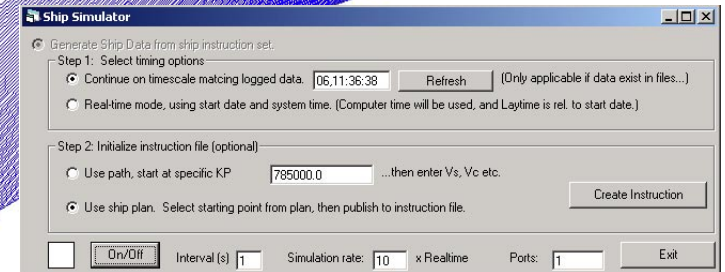 Ship Simulator
Generate Ship Data from ship instruction set.
Step 1: Select timing options
Continue on timescale matcing logged data. 06,11:36:38 Refresh (Only applicable if data exist in files...)
Real-time mode, using start date and system time. (Computer time will be used, and Laytime is rel. to start date.)
Step 2: Initialize instruction file (optional)
Use path, start at specific KP 785000.0 ...then enter Vs, Vc etc.
Create Instruction
Use ship plan. Select starting point from plan, then publish to instruction file.
On/Off Interval (s) 1 Simulation rate: 10 x Realtime Ports: 1 Exit